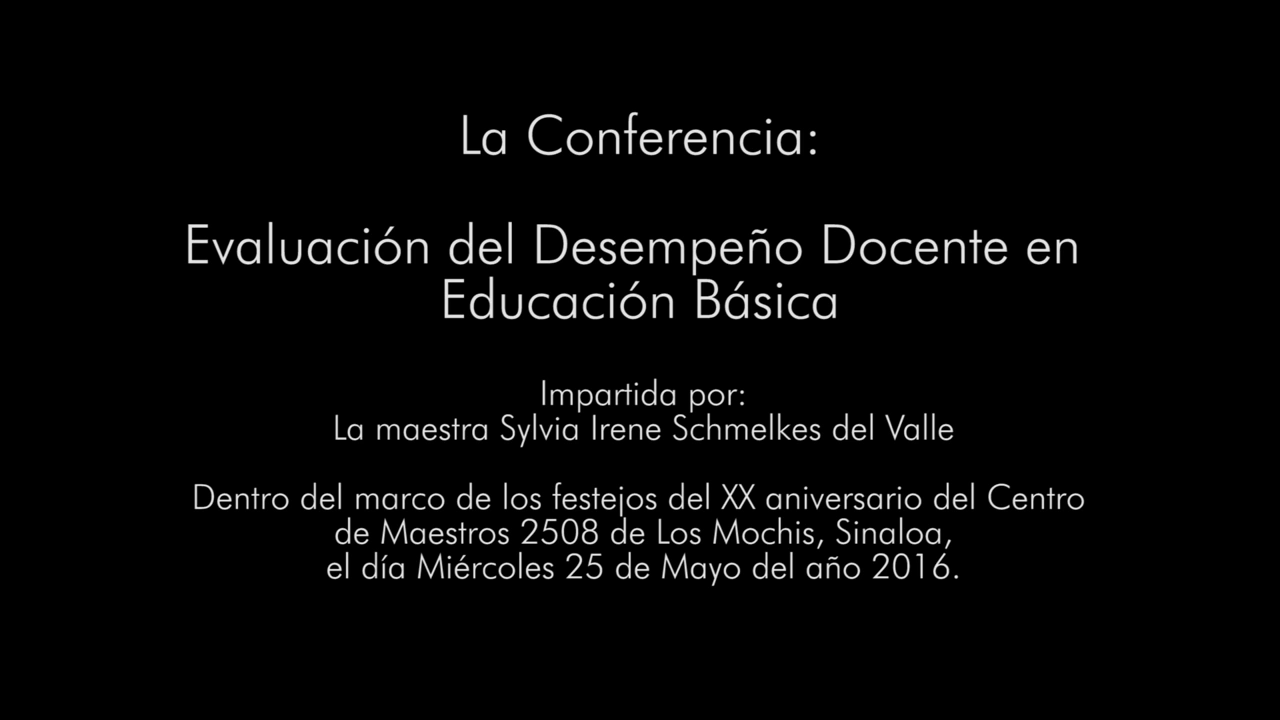 La Conferencia:
Evaluación del Desempeño Docente en
Educación Básica
Impartida por:
La maestra Sylvia Irene Schmelkes del Valle
Dentro del marco de los festejos del XX aniversario del Centro
de Maestros 2508 de Los Mochis, Sinaloa,
el día Miércoles 25 de Mayo del año 2016.